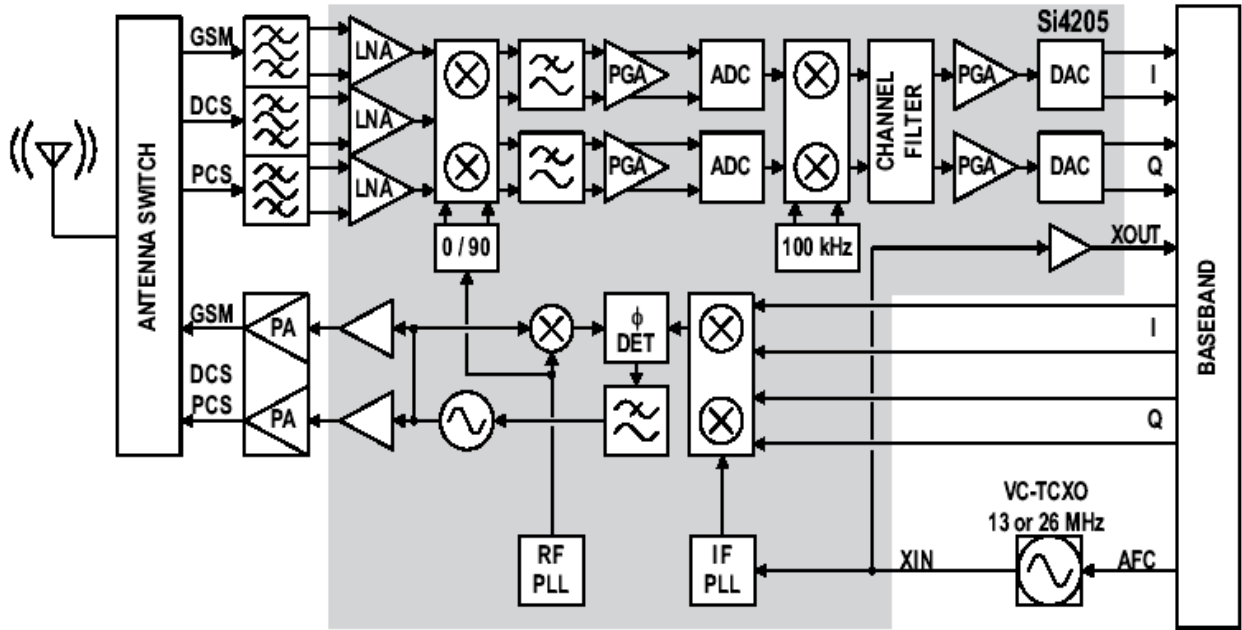 Si4205
GSM
LNA
PGA
ADC
PGA
DAC
I
DCS
LNA
CHANNEL
FILTER
PCS
LNA
PGA
ADC
PGA
DAC
Q
ANTENNA SWITCH
0 / 90
100 kHz
XOUT
BASEBAND
GSM
PA
ϕ
DET
I
DCS
PCS
PA
Q
VC-TCXO
13 or 26 MHz
RF
PLL
IF
PLL
XIN
AFC